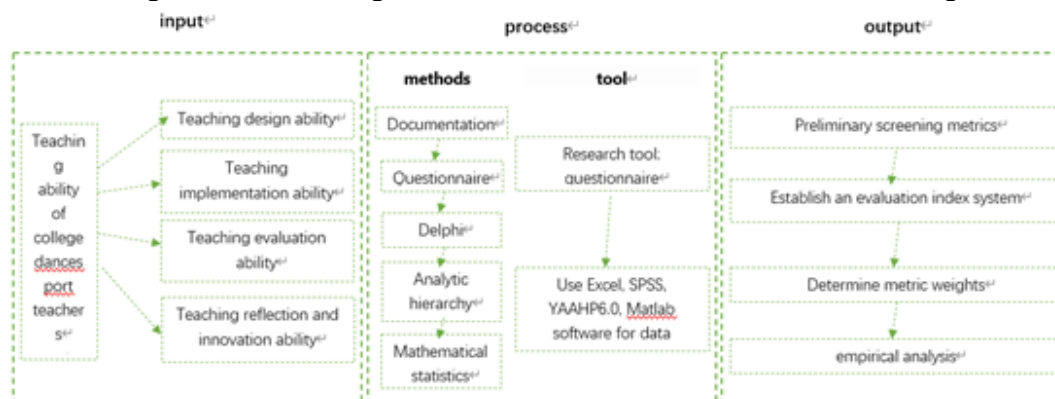 input
process
output
Teachin
g
ability
of
college
dances
port
teacher
s
Teaching design ability
Teaching
implementation ability
Teaching evaluation
ability
Teaching reflection and
innovation ability
methods
Documentation
Questionnaire
Delphi
Analytic
hierarchy
Mathematical
statistics
tool
Research tool:
questionnaire
Use Excel, SPSS,
YAAHP6.0, Matlab
software for data
Preliminary screening metrics
Establish an evaluation index system
Determine metric weights
empirical analysis